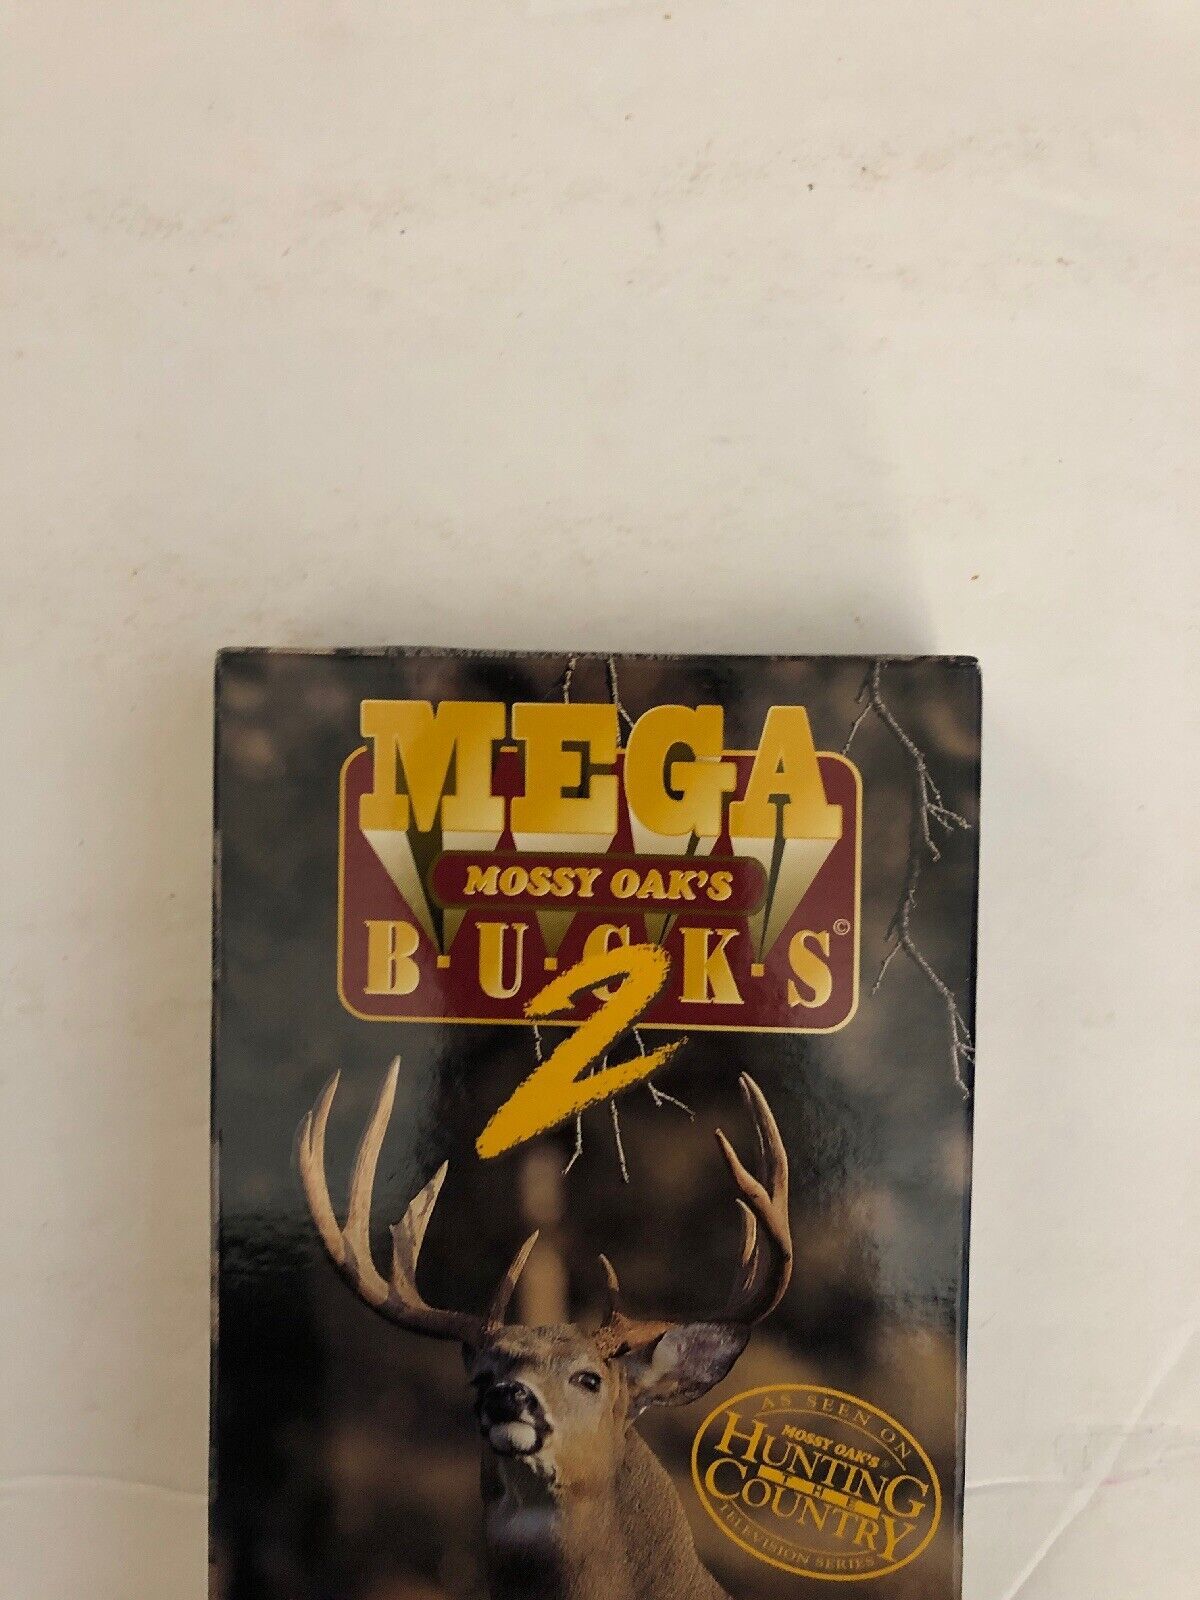 MEGA
MOSSY OAK'S
B·U·C·K·S©
2
AS SEEN ON
MOSSY OAK'S®
HUNTING
THE
COUNTRY
TELEVISION SERIES